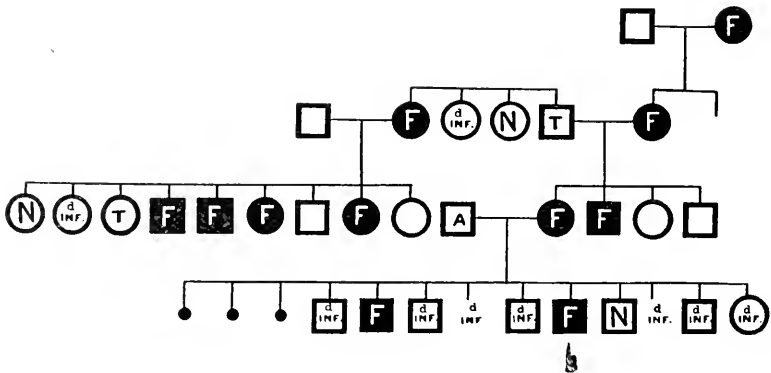 F
F d INF. N T F
N d INF. T F F F F A F F
d INF. F d INF. d INF d INF. F N d INF. d INF. d INF.